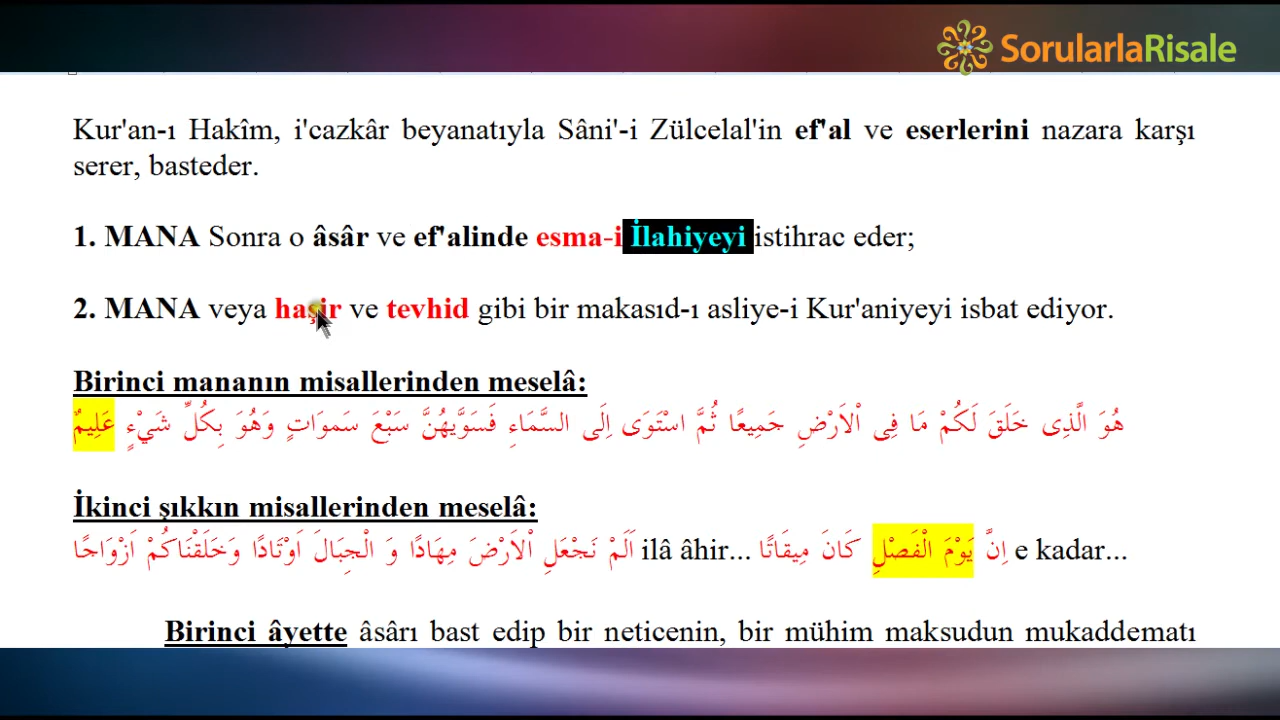 SorularlaRisale
Kur'an-ı Hakîm, i'cazkâr beyanatıyla Sâni'-i Zülcelal'in ef'al ve eserlerini nazara karşı
serer, basteder.
1. MANA Sonra o âsâr ve ef'alinde esma-i İlahiyeyi istihrac eder;
2. MANA veya haşir ve tevhid gibi bir makasıd-ı asliye-i Kur'aniyeyi isbat ediyor.
Birinci mananın misallerinden meselâ:
هُوَ الَّذِى خَلَقَ لَكُمْ مَا فِى اْلاَرْضِ جَمِيعًا ثُمَّ اسْتَوَى اِلَى السَّمَاءِ فَسَوَّيهُنَّ سَبْعَ سَموَاتٍ وَهُوَ بِكُلِّ شَيْءٍ عَلِيمٌ
İkinci şıkkın misallerinden meselâ:
اَلَمْ نَجْعَلِ اْلاَرْضَ مِهَادًا وَ الْجِبَالَ اَوْتَادًا وَخَلَقْنَاكُمْ اَزْوَاجًا ilâ âhir... اِنَّ يَوْمَ الْفَصْلِ كَانَ مِيقَاتًا e kadar...
Birinci âyette âsârı bast edip bir neticenin, bir mühim maksudun mukaddematı